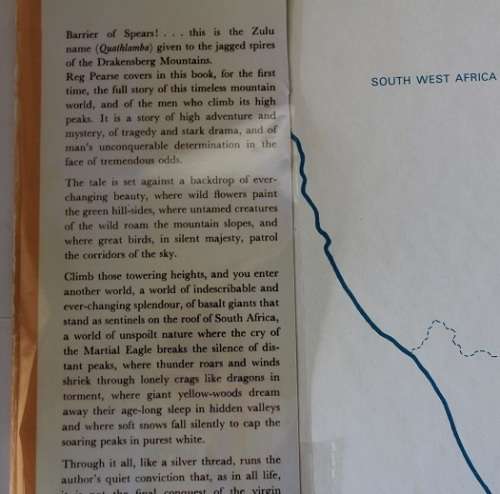 Barrier of Spears! . . . this is the Zulu
name (Quathlamba) given to the jagged spires
of the Drakensberg Mountains.
Reg Pearse covers in this book, for the first
time, the full story of this timeless mountain
world, and of the men who climb its high
peaks. It is a story of high adventure and
mystery, of tragedy and stark drama, and of
man's unconquerable determination in the
face of tremendous odds.
The tale is set against a backdrop of ever-
changing beauty, where wild flowers paint
the green hill-sides, where untamed creatures
of the wild roam the mountain slopes, and
where great birds, in silent majesty, patrol
the corridors of the sky.
Climb those towering heights, and you enter
another world, a world of indescribable and
ever-changing splendour, of basalt giants that
stand as sentinels on the roof of South Africa,
a world of unspoilt nature where the cry of
the Martial Eagle breaks the silence of dis-
tant peaks, where thunder roars and winds
shriek through lonely crags like dragons in
torment, where giant yellow-woods dream
away their age-long sleep in hidden valleys
and where soft snows fall silently to cap the
soaring peaks in purest white.
Through it all, like a silver thread, runs the
author's quiet conviction that, as in all life,
it is not the final conquest of the virgin
SOUTH WEST AFRICA